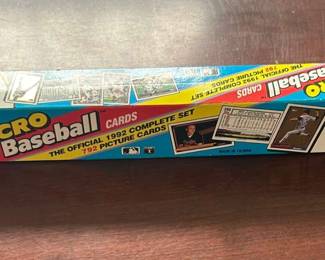 CARDS
THE OFFICIAL 1992 COMPLETE SET
792 PICTURE CARDS
CRO
Baseball CARDS
THE OFFICIAL 1992 COMPLETE SET
792 PICTURE CARDS
RO
Baseball